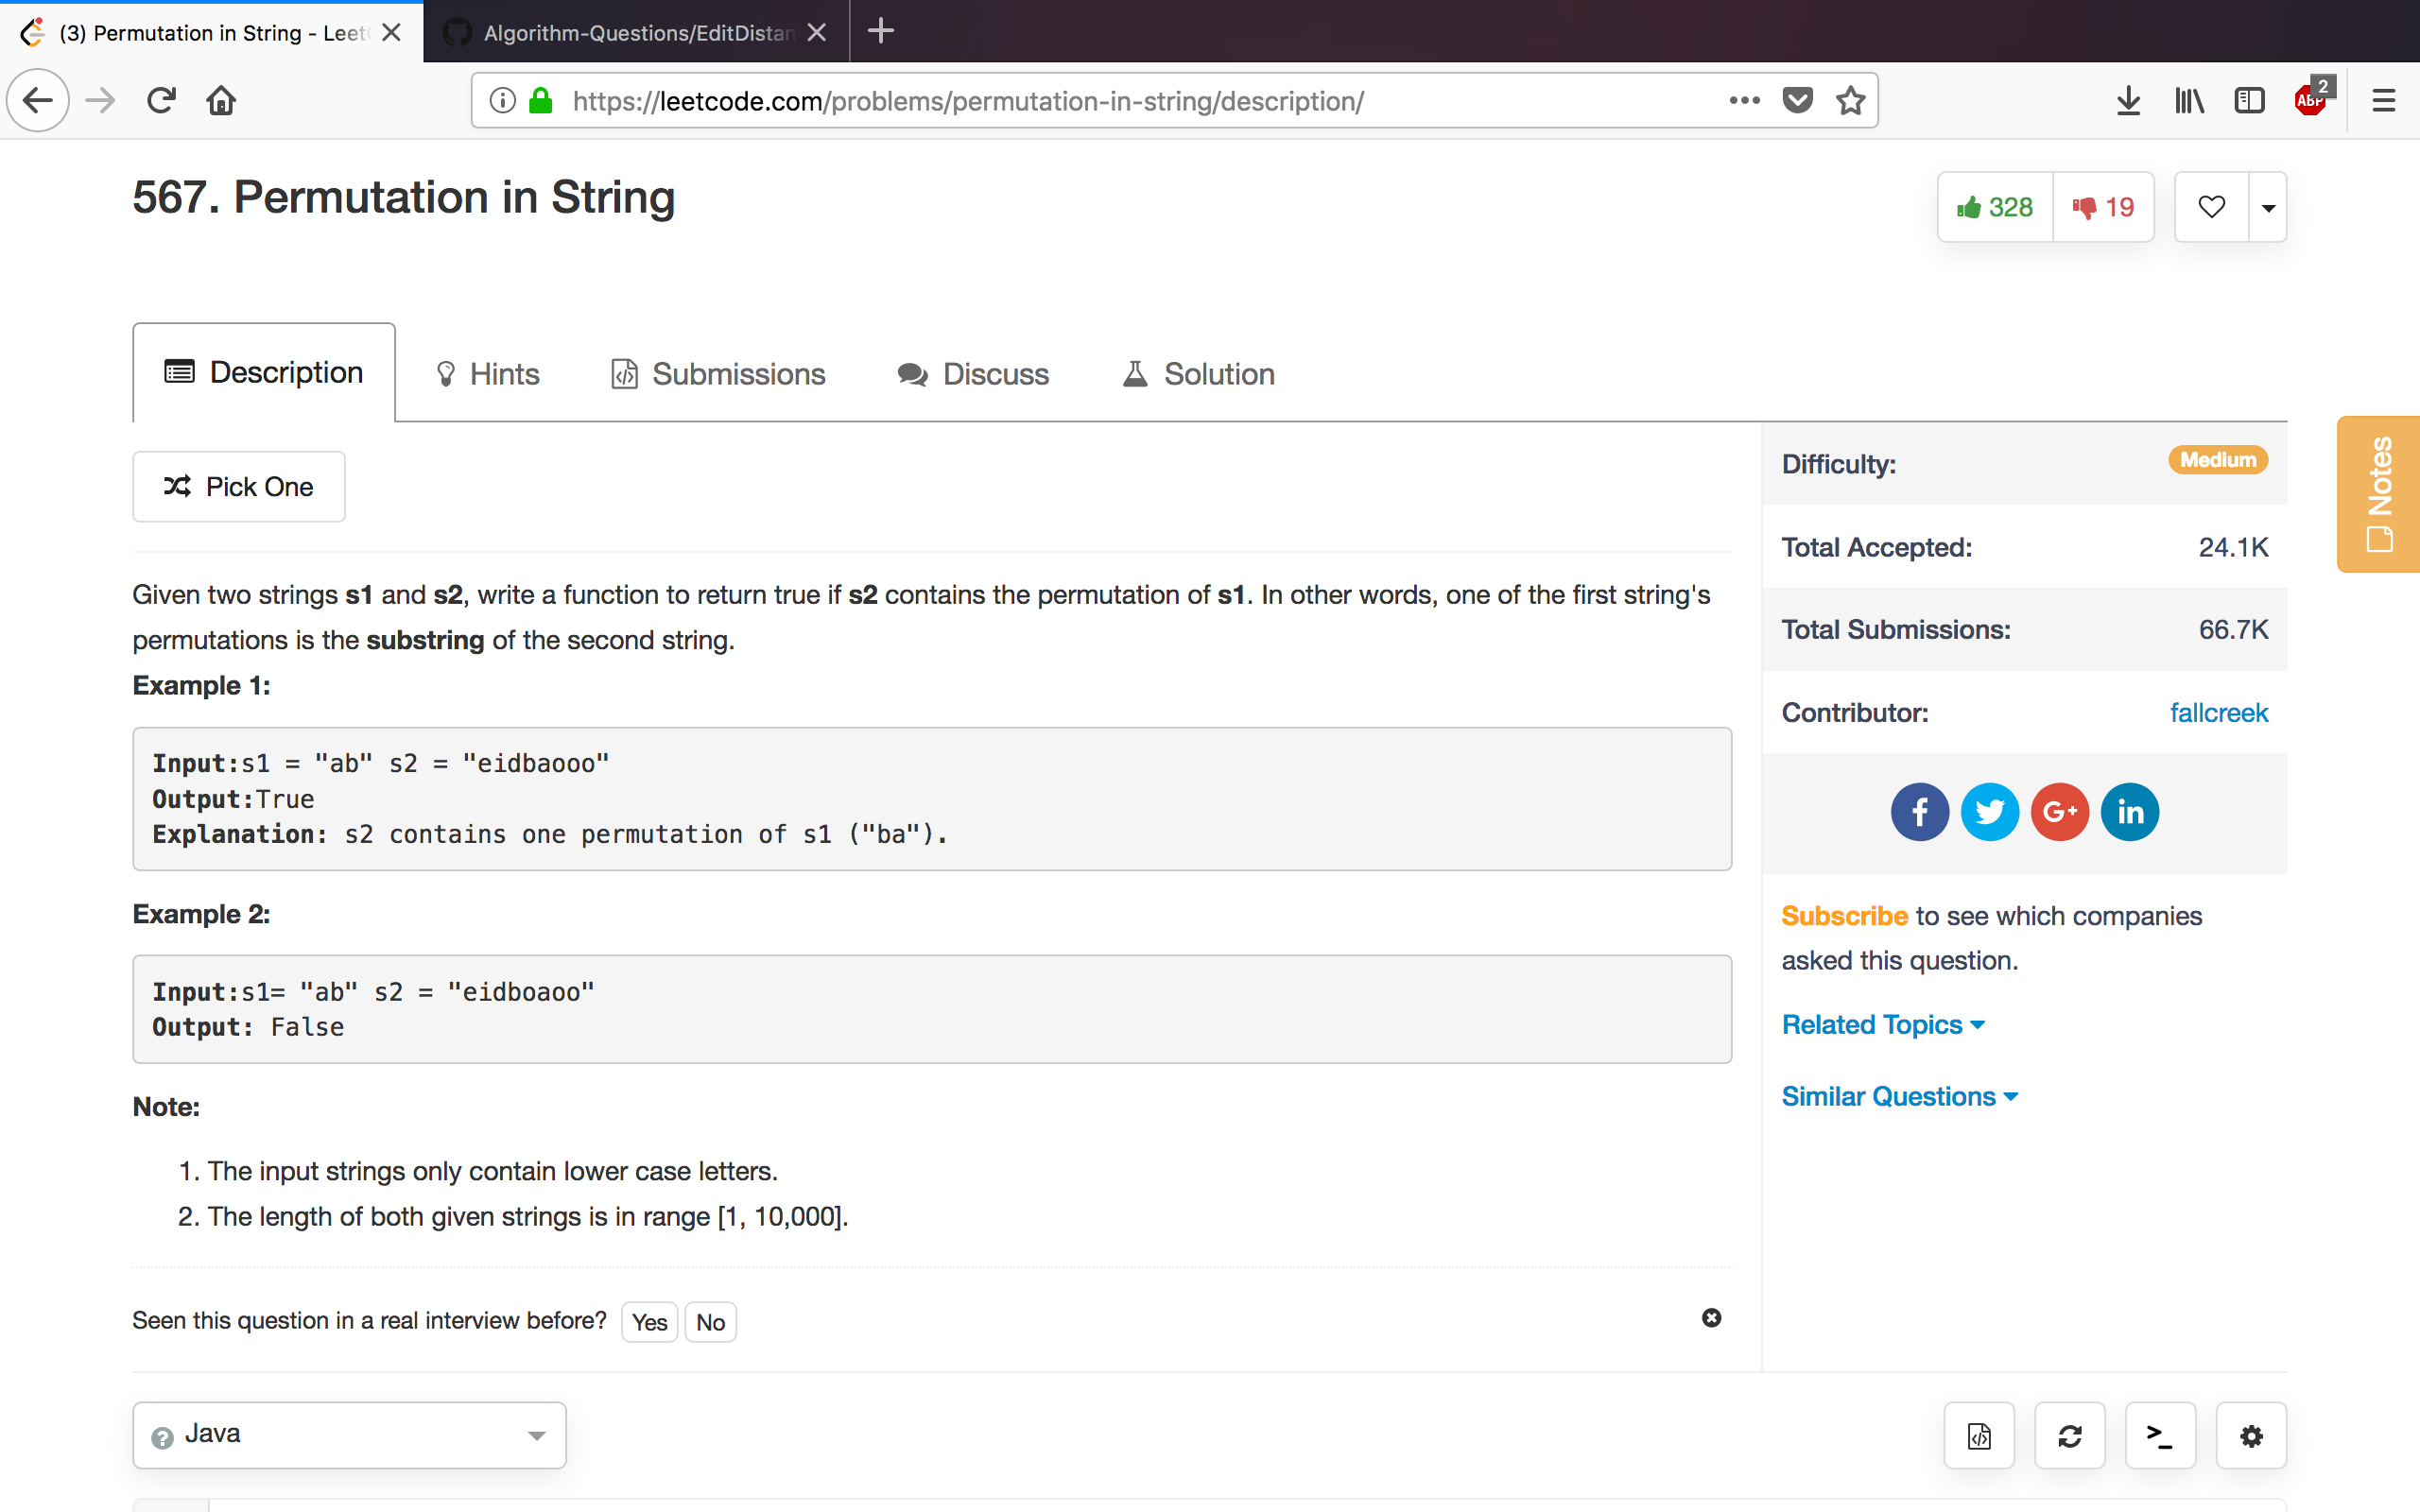 (3) Permutation in String - Leet
Algorithm-Questions/EditDistan
https://leetcode.com/problems/permutation-in-string/description/
ABP
2
567. Permutation in String
328
19
Description
Hints
Submissions
Discuss
Solution
Pick One
Given two strings s1 and s2, write a function to return true if s2 contains the permutation of s1. In other words, one of the first string's
permutations is the substring of the second string.
Example 1:
Input:s1 = "ab" s2 = "eidbaooo"
Output:True
Explanation: s2 contains one permutation of s1 ("ba").
Example 2:
Input:s1= "ab" s2 = "eidboaoo"
Output: False
Note:
1. The input strings only contain lower case letters.
2. The length of both given strings is in range [1, 10,000].
Seen this question in a real interview before? Yes No
Difficulty: Medium
Total Accepted: 24.1K
Total Submissions: 66.7K
Contributor: fallcreek
f
G+
in
Subscribe to see which companies
asked this question.
Related Topics
Similar Questions
Notes
Java